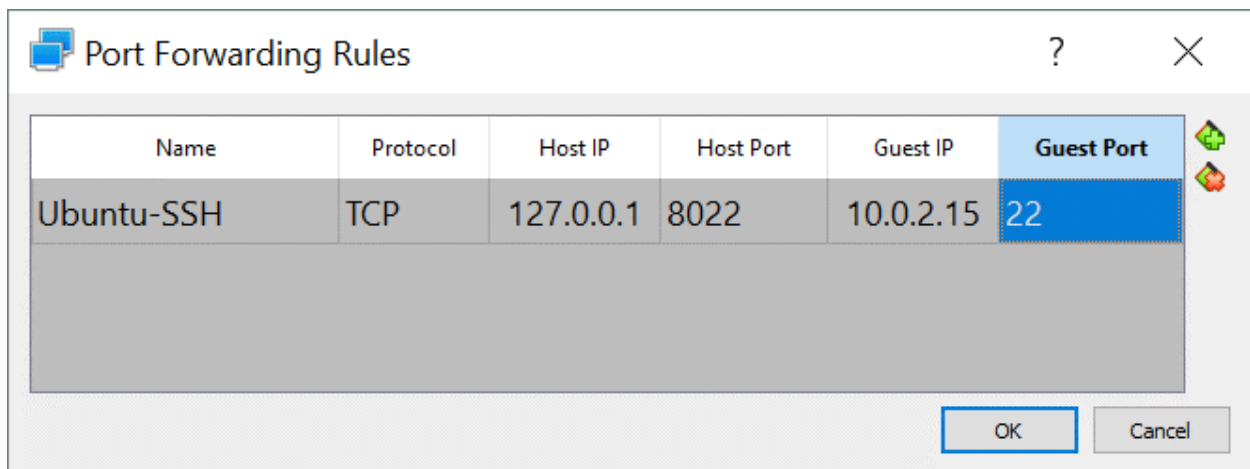 Port Forwarding Rules ?
Name Protocol Host IP Host Port Guest IP Guest Port
Ubuntu-SSH TCP 127.0.0.1 8022 10.0.2.15 22
OK Cancel